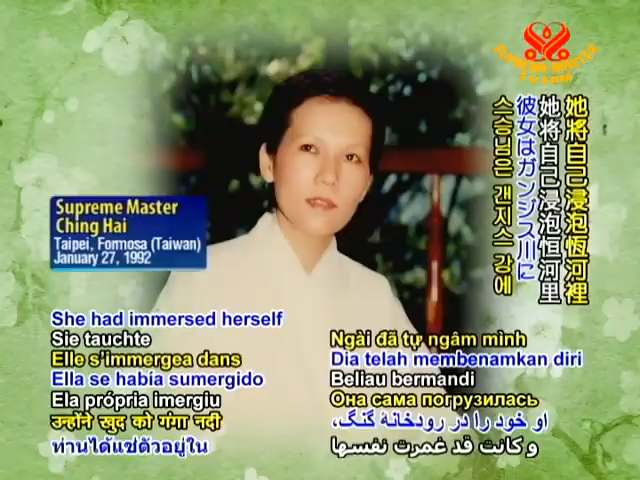 SUPREME MASTER
TV.COM
她將自己浸泡恆河裡
她将自己浸泡恒河里
彼女はガンジス川に
스승님은 갠지스 강에
Supreme Master
Ching Hai
Taipei, Formosa (Taiwan)
January 27, 1992
She had immersed herself
Sie tauchte
Elle s'immergea dans
Ella se había sumergido
Ela própria imergiu
उन्होंने खुद को गंगा नदी
ท่านได้แช่ตัวอยู่ใน
Ngài đã tự ngâm mình
Dia telah membenamkan diri
Beliau bermandi
Она сама погрузилась
او خود را در رودخانهٔ گنگ،
و كانت قد غمرت نفسها